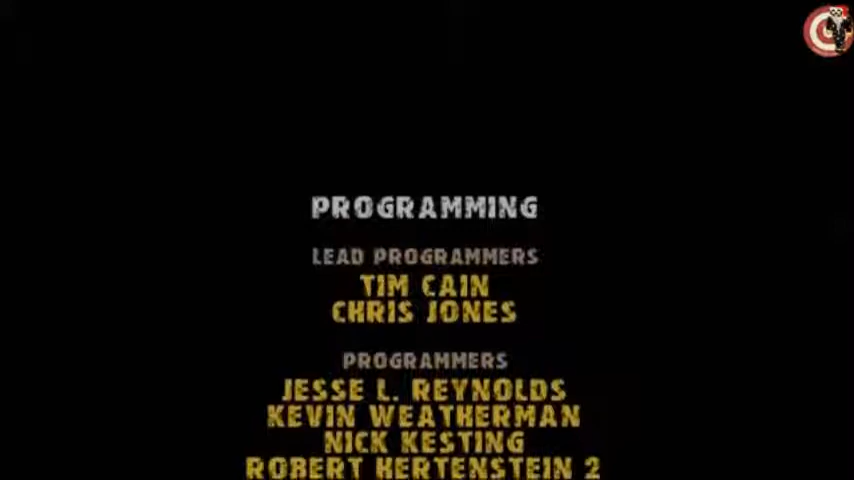 PROGRAMMING
LEAD PROGRAMMERS
TIM CAIN
CHRIS JONES
PROGRAMMERS
JESSE L. REYNOLDS
KEVIN WEATHERMAN
NICK KESTING
ROBERT HERTENSTEIN 2